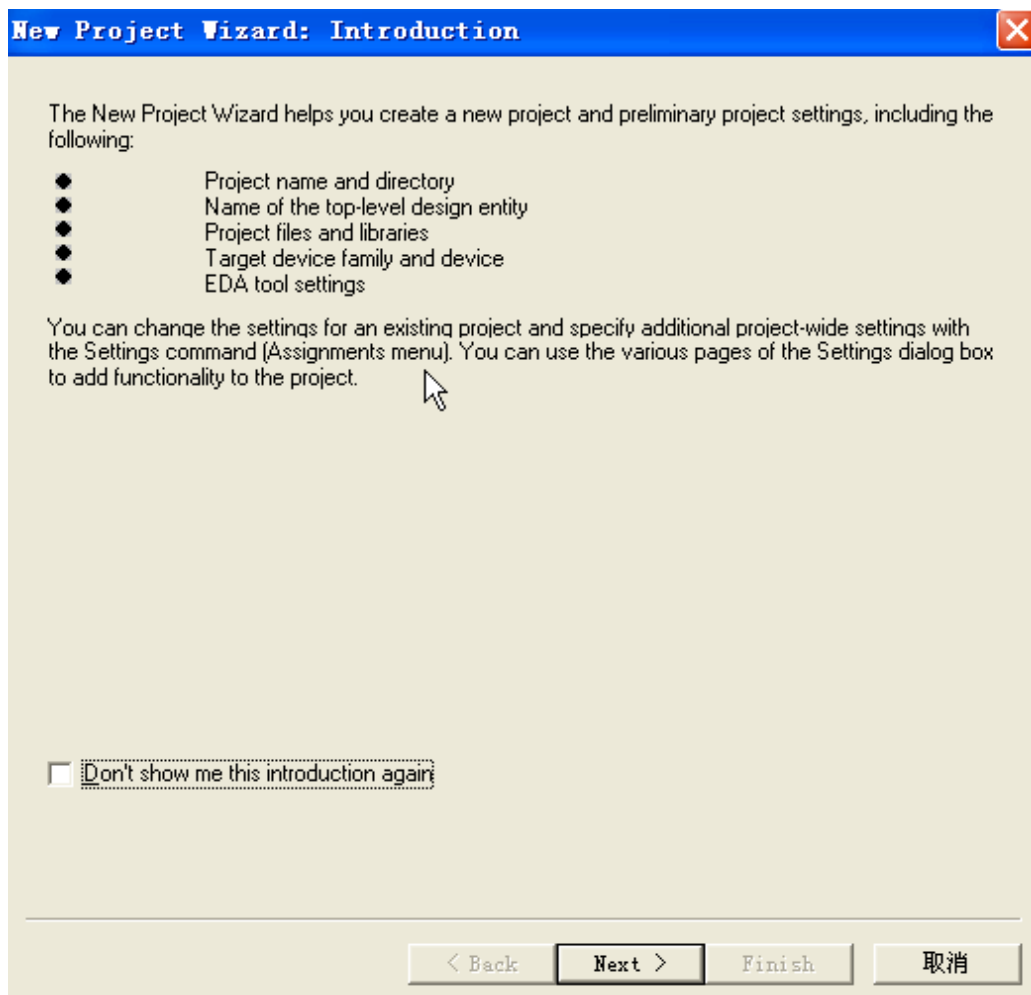 New Project Wizard: Introduction
The New Project Wizard helps you create a new project and preliminary project settings, including the
following:
Project name and directory
Name of the top-level design entity
Project files and libraries
Target device family and device
EDA tool settings
You can change the settings for an existing project and specify additional project-wide settings with
the Settings command (Assignments menu). You can use the various pages of the Settings dialog box
to add functionality to the project.
Don't show me this introduction again
< Back Next > Finish 取消